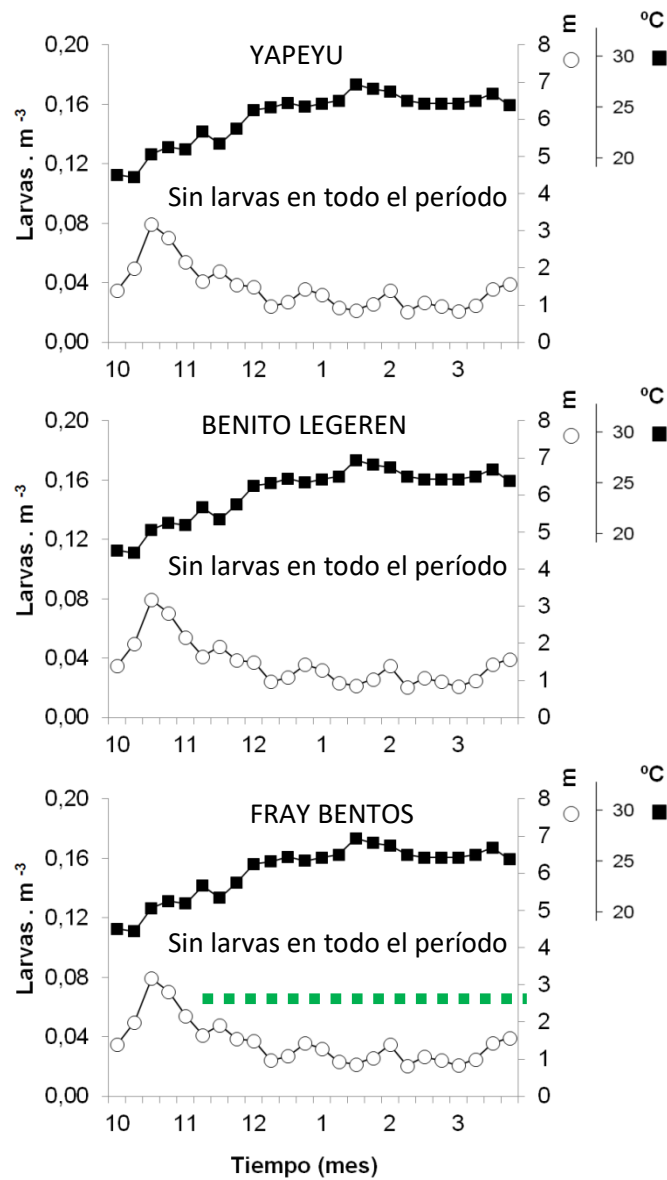 YAPEYU
Larvas . m -3
0,20
0,16
0,12
0,08
0,04
0,00
Sin larvas en todo el período
10 11 12 1 2 3
8
7
6
5
4
3
2
1
0
m
ºC
30
25
20
BENITO LEGEREN
Larvas . m -3
0,20
0,16
0,12
0,08
0,04
0,00
Sin larvas en todo el período
10 11 12 1 2 3
8
7
6
5
4
3
2
1
0
m
ºC
30
25
20
FRAY BENTOS
Larvas . m -3
0,20
0,16
0,12
0,08
0,04
0,00
Sin larvas en todo el período
10 11 12 1 2 3
8
7
6
5
4
3
2
1
0
m
ºC
30
25
20
Tiempo (mes)